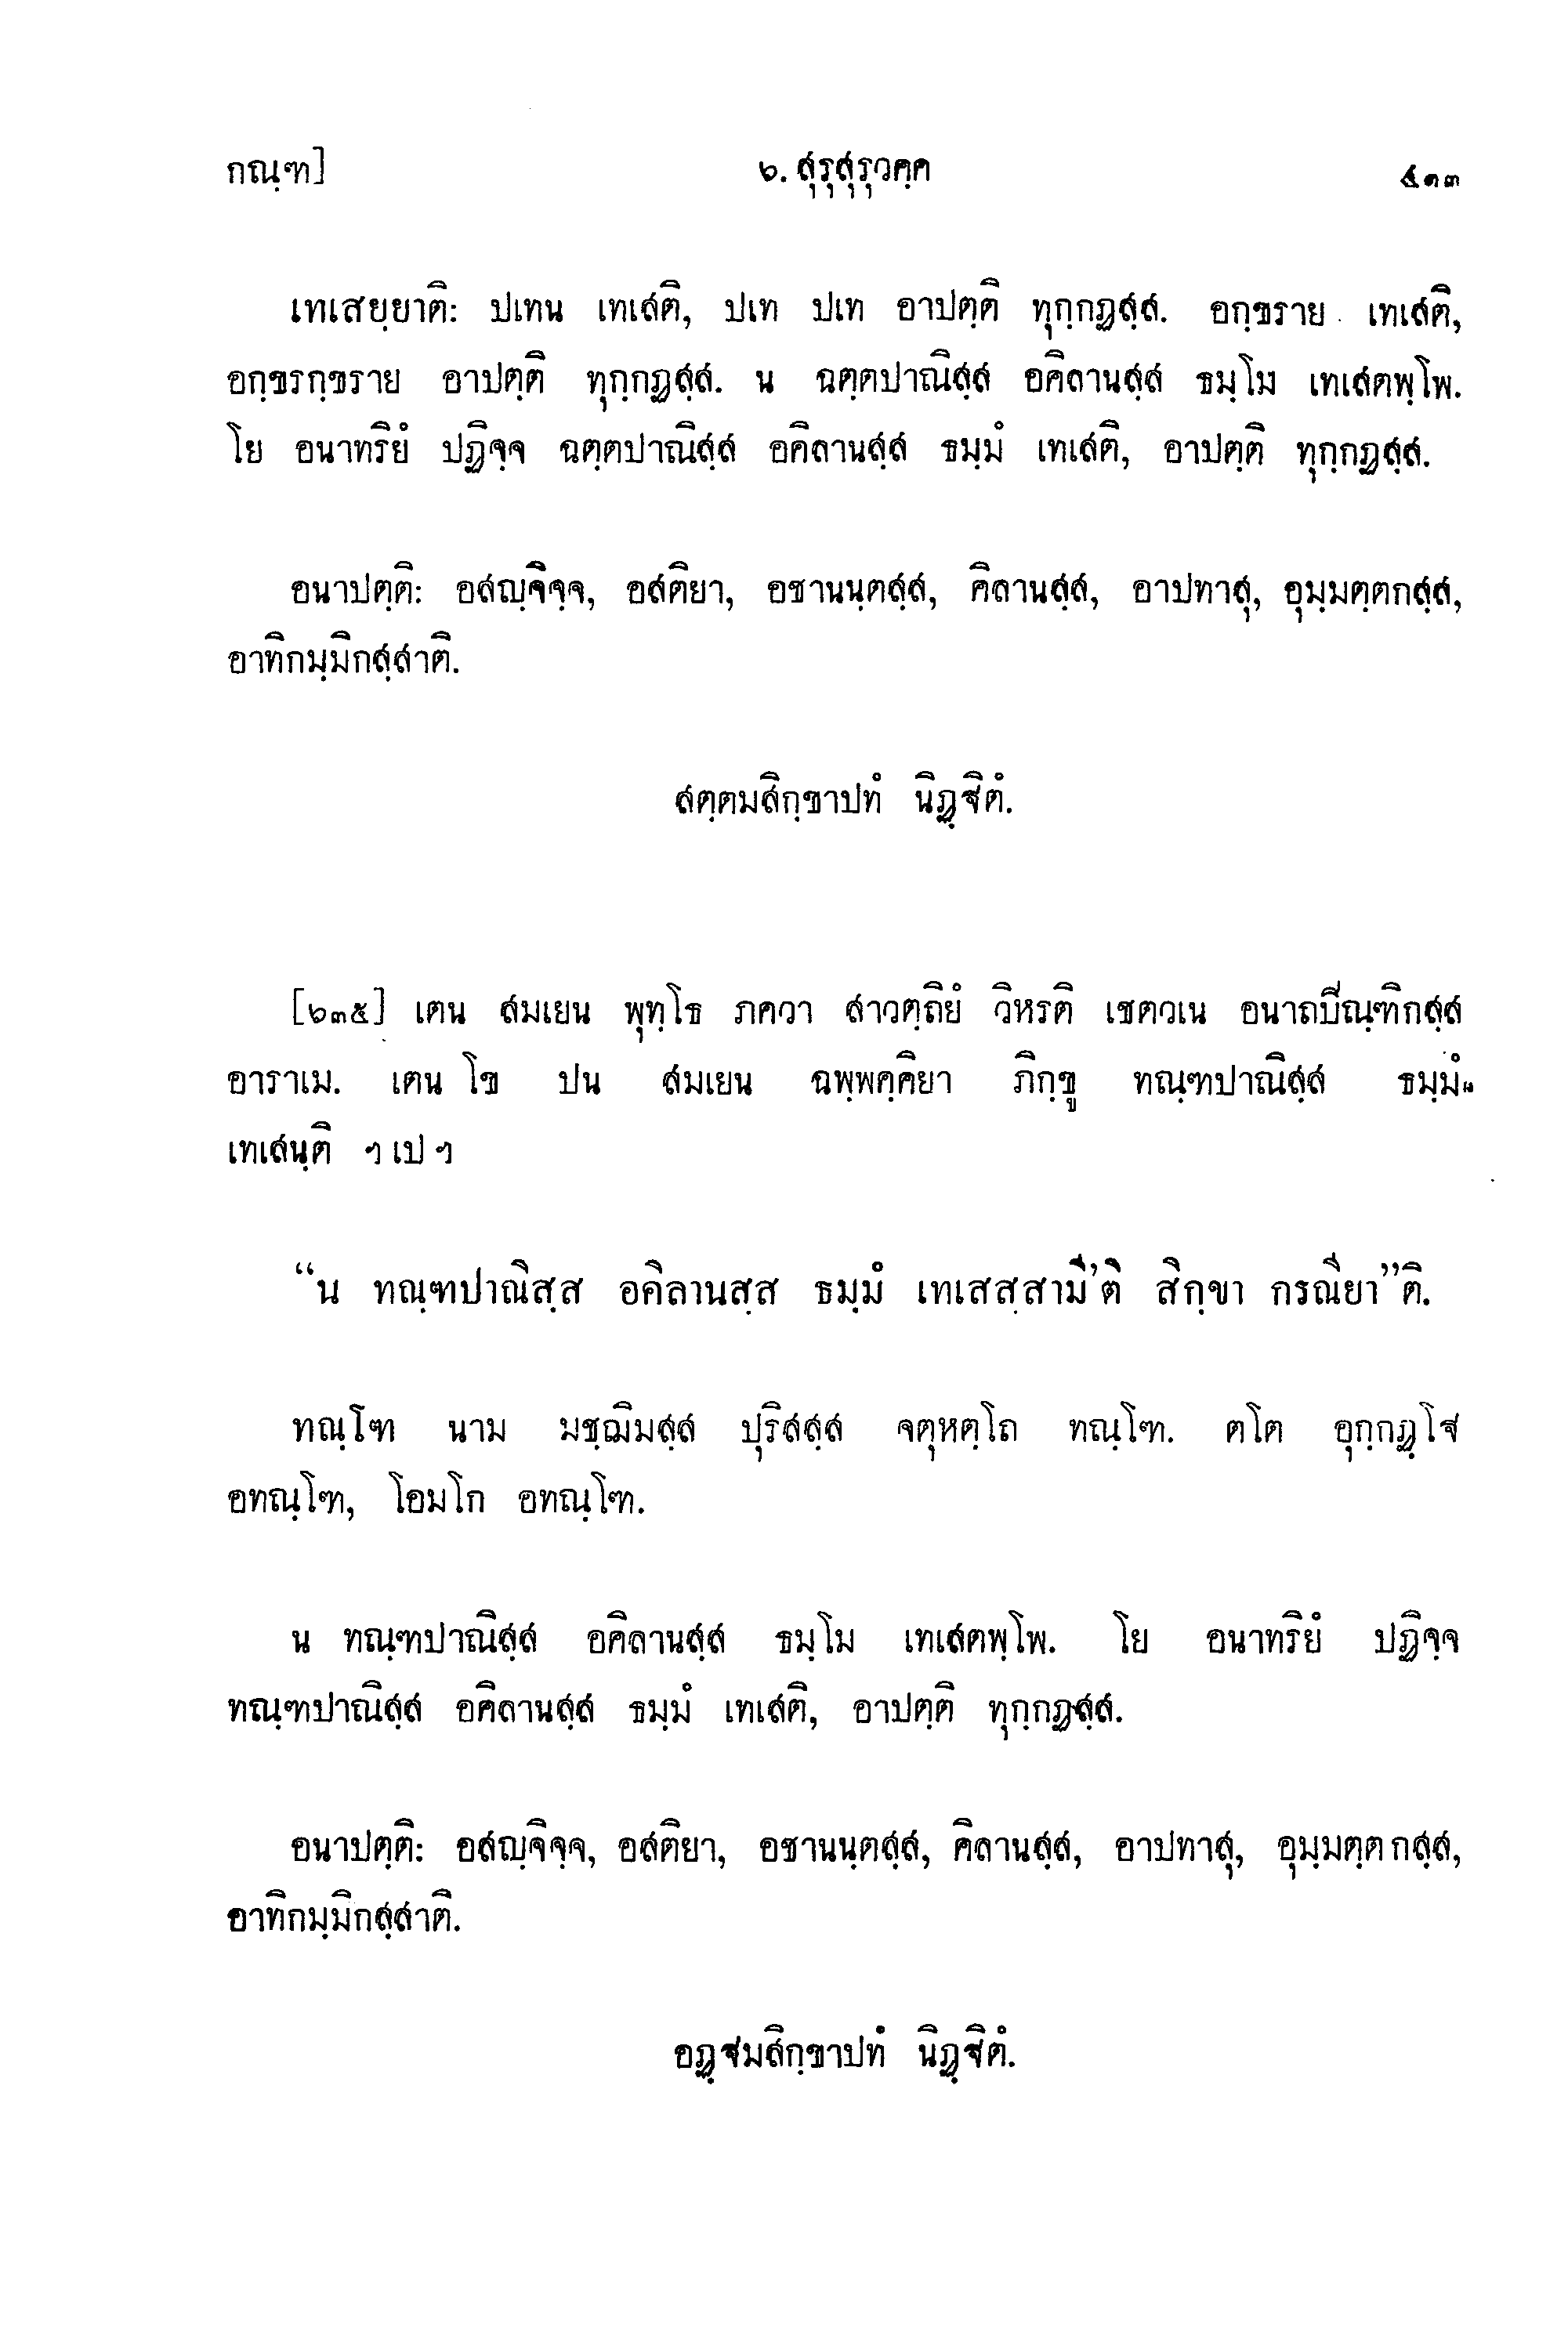 กณฺฑ]
๖. สุรุสุรุวคฺค
๕๑๓
เทเสยฺยาติ: ปเทน เทเสติ, ปเท ปเท อาปตฺติ ทุกฺกฏสฺส. อกฺขราย เทเสติ,
อกฺขรกฺขราย อาปตฺติ ทุกฺกฏสฺส. น ฉตฺตปาณิสฺส อคิลานสฺส ธมฺโม เทเสตพฺโพ.
โย อนาทริยํ ปฏิจฺจ ฉตฺตปาณิสฺส อคิลานสฺส ธมฺมํ เทเสติ, อาปตฺติ ทุกฺกฏสฺส.
อนาปตฺติ: อสญฺจิจฺจ, อสติยา, อชานนฺตสฺส, คิลานสฺส, อาปทาสุ, อุมฺมตฺตกสฺส,
อาทิกมฺมิกสฺสาติ.
สตฺตมสิกฺขาปทํ นิฏฺฐิตํ.
[๖๓๕] เตน สมเยน พุทฺโธ ภควา สาวตฺถิยํ วิหรติ เชตวเน อนาถปิณฺฑิกสฺส
อาราเม. เตน โข ปน สมเยน ฉพฺพคฺคิยา ภิกฺขู ทณฺฑปาณิสฺส ธมฺมํ
เทเสนฺติ ฯ เป ฯ
“น ทณฺฑปาณิสฺส อคิลานสฺส ธมฺมํ เทเสสฺสามี’ติ สิกฺขา กรณียา”ติ.
ทณฺโฑ นาม มชฺฌิมสฺส ปุริสสฺส จตุหตฺโถ ทณฺโฑ. ตโต อุกฺกฏฺโฐ
อทณฺโฑ, โอมโก อทณฺโฑ.
น ทณฺฑปาณิสฺส อคิลานสฺส ธมฺโม เทเสตพฺโพ. โย อนาทริยํ ปฏิจฺจ
ทณฺฑปาณิสฺส อคิลานสฺส ธมฺมํ เทเสติ, อาปตฺติ ทุกฺกฏสฺส.
อนาปตฺติ: อสญฺจิจฺจ, อสติยา, อชานนฺตสฺส, คิลานสฺส, อาปทาสุ, อุมฺมตฺตกสฺส,
อาทิกมฺมิกสฺสาติ.
อฏฺฐมสิกฺขาปทํ นิฏฺฐิตํ.